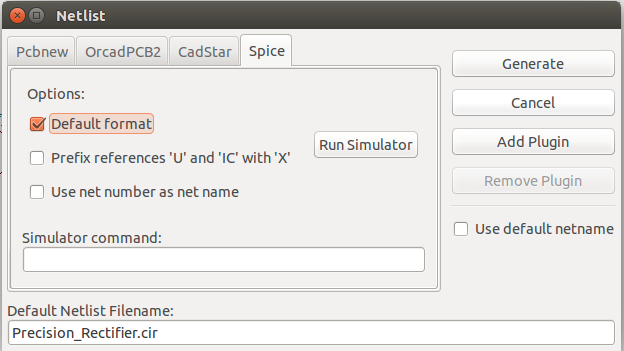 Netlist
Pcbnew OrcadPCB2 CadStar Spice
Options:
Default format
Prefix references 'U' and 'IC' with 'X'
Use net number as net name
Run Simulator
Simulator command:
Generate
Cancel
Add Plugin
Remove Plugin
Use default netname
Default Netlist Filename:
Precision_Rectifier.cir